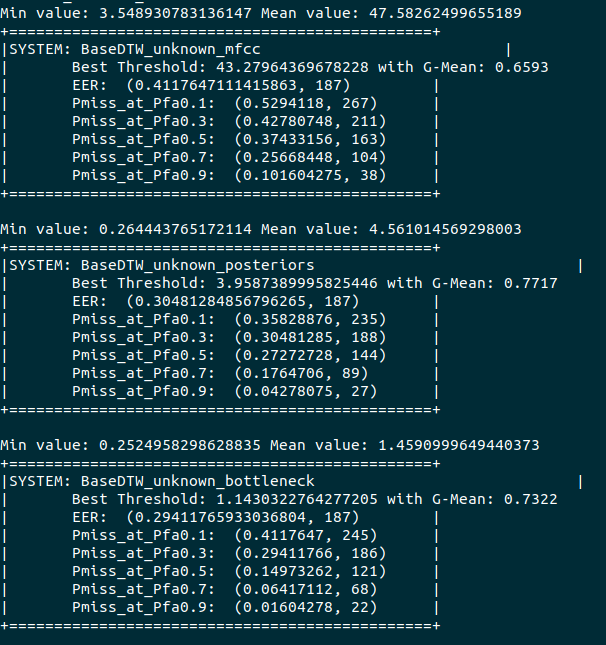 Min value: 3.548930783136147 Mean value: 47.58262499655189
+===============================================+
|SYSTEM: BaseDTW_unknown_mfcc                           |
|       Best Threshold: 43.27964369678228 with G-Mean: 0.6593
|       EER:  (0.4117647111415863, 187)         |
|       Pmiss_at_Pfa0.1:  (0.5294118, 267)      |
|       Pmiss_at_Pfa0.3:  (0.42780748, 211)     |
|       Pmiss_at_Pfa0.5:  (0.37433156, 163)     |
|       Pmiss_at_Pfa0.7:  (0.25668448, 104)     |
|       Pmiss_at_Pfa0.9:  (0.101604275, 38)     |
+===============================================+
Min value: 0.264443765172114 Mean value: 4.561014569298003
+===============================================+
|SYSTEM: BaseDTW_unknown_posteriors                             |
|       Best Threshold: 3.9587389995825446 with G-Mean: 0.7717
|       EER:  (0.30481284856796265, 187)        |
|       Pmiss_at_Pfa0.1:  (0.35828876, 235)     |
|       Pmiss_at_Pfa0.3:  (0.30481285, 188)     |
|       Pmiss_at_Pfa0.5:  (0.27272728, 144)     |
|       Pmiss_at_Pfa0.7:  (0.1764706, 89)       |
|       Pmiss_at_Pfa0.9:  (0.04278075, 27)      |
+===============================================+
Min value: 0.2524958298628835 Mean value: 1.4590999649440373
+===============================================+
|SYSTEM: BaseDTW_unknown_bottleneck                             |
|       Best Threshold: 1.1430322764277205 with G-Mean: 0.7322
|       EER:  (0.29411765933036804, 187)        |
|       Pmiss_at_Pfa0.1:  (0.4117647, 245)      |
|       Pmiss_at_Pfa0.3:  (0.29411766, 186)     |
|       Pmiss_at_Pfa0.5:  (0.14973262, 121)     |
|       Pmiss_at_Pfa0.7:  (0.06417112, 68)      |
|       Pmiss_at_Pfa0.9:  (0.01604278, 22)      |
+===============================================+